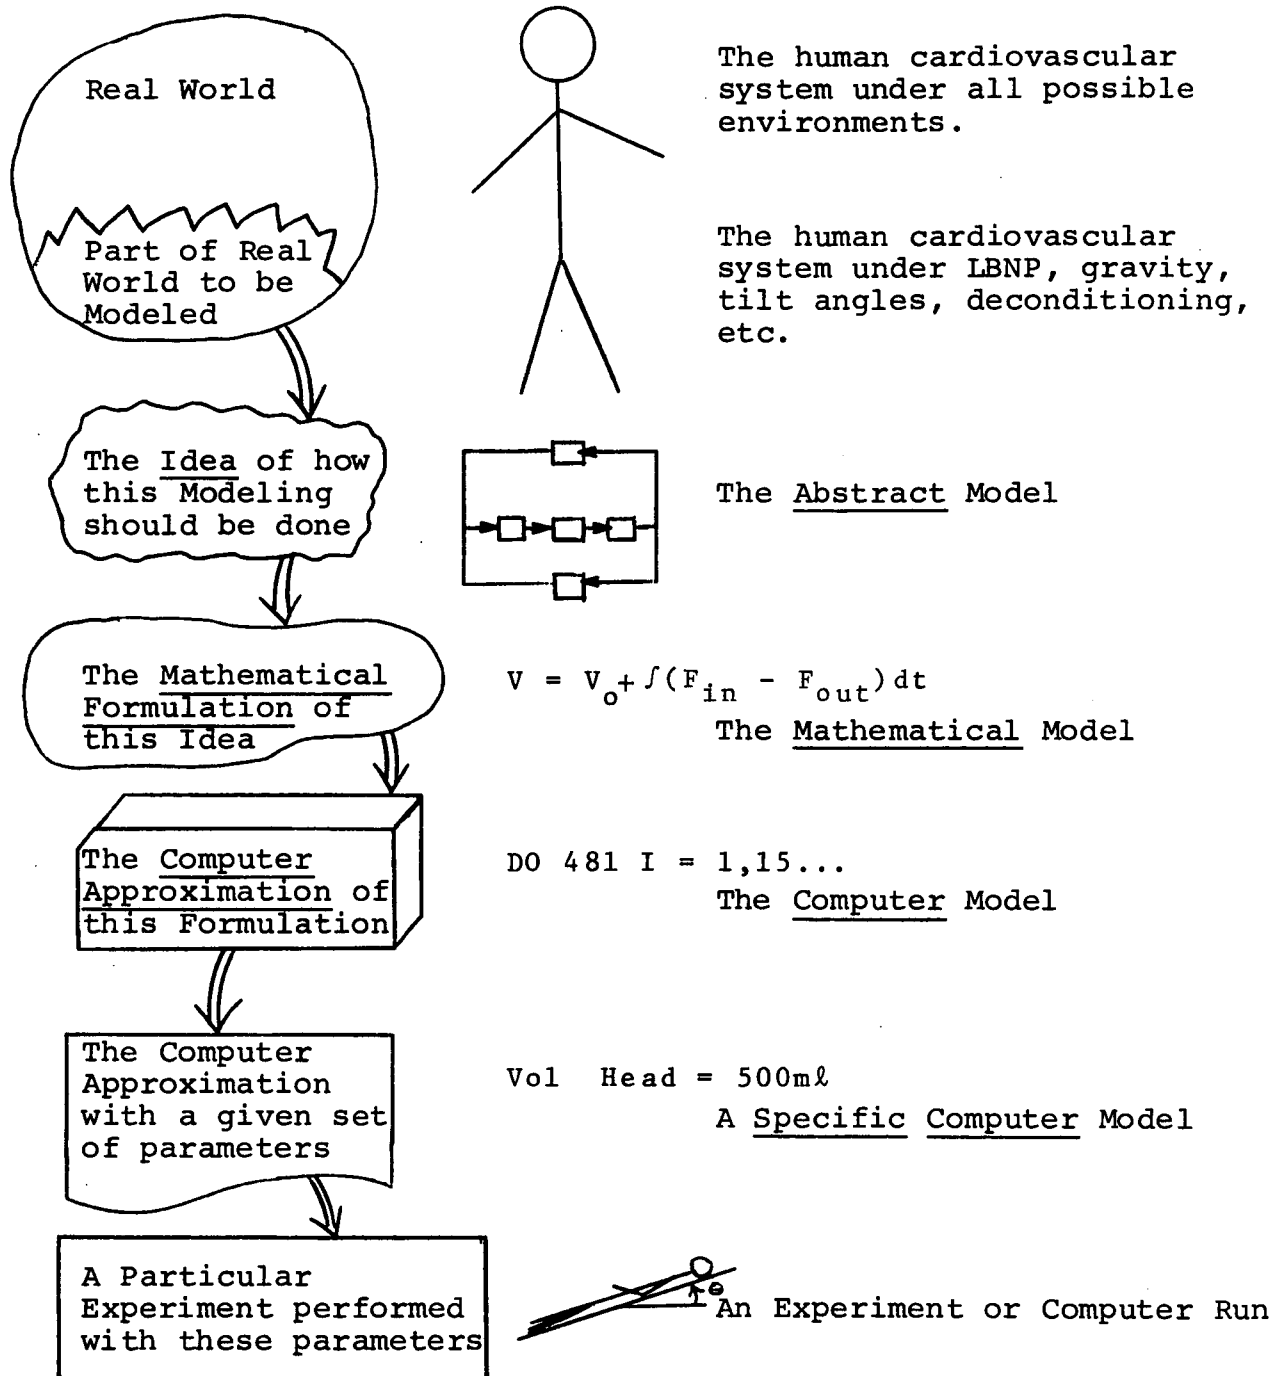 Real World
Part of Real
World to be
Modeled
The human cardiovascular
system under all possible
environments.
The human cardiovascular
system under LBNP, gravity,
tilt angles, deconditioning,
etc.
The Idea of how
this Modeling
should be done
The Abstract Model
The Mathematical
Formulation of
this Idea
V = Vo+ ∫(Fin - Fout)dt
The Mathematical Model
The Computer
Approximation of
this Formulation
DO 481 I = 1,15...
The Computer Model
The Computer
Approximation
with a given set
of parameters
Vol Head = 500mℓ
A Specific Computer Model
A Particular
Experiment performed
with these parameters
θ
An Experiment or Computer Run